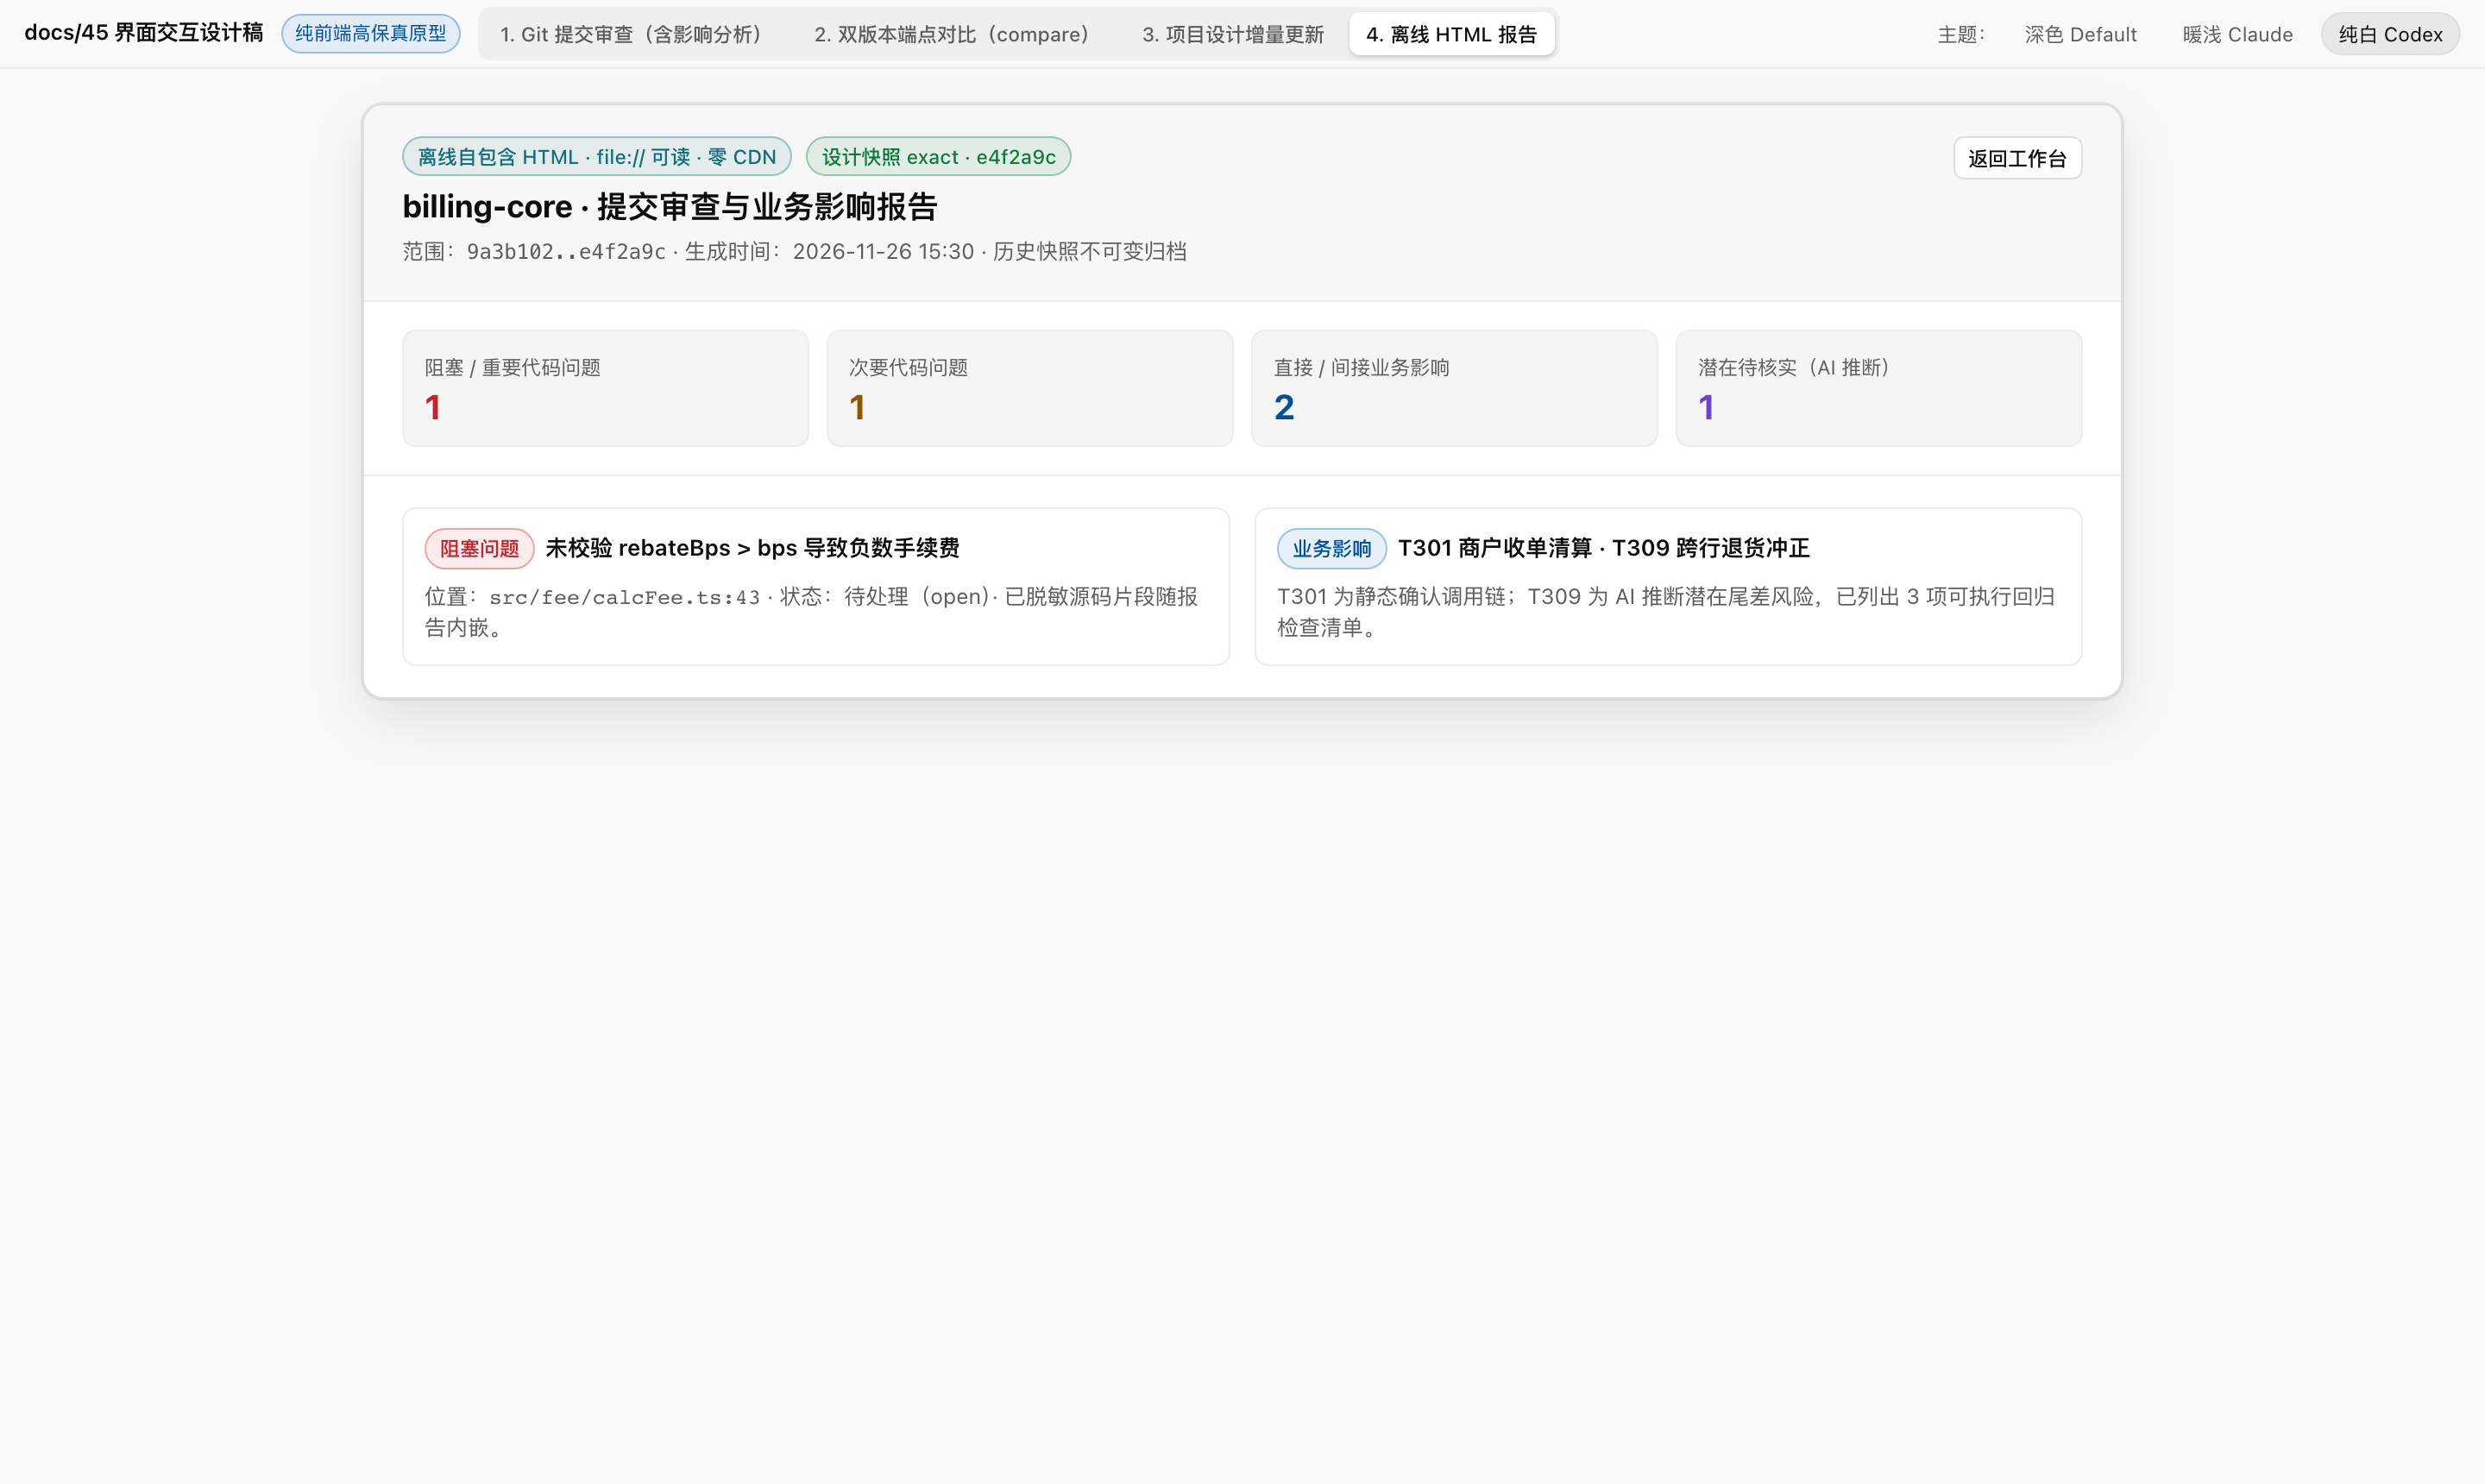 docs/45 界面交互设计稿 纯前端高保真原型 1. Git 提交审查（含影响分析） 2. 双版本端点对比（compare） 3. 项目设计增量更新 4. 离线 HTML 报告 主题： 深色 Default 暖浅 Claude 纯白 Codex
离线自包含 HTML · file:// 可读 · 零 CDN 设计快照 exact · e4f2a9c 返回工作台
billing-core · 提交审查与业务影响报告
范围：9a3b102..e4f2a9c · 生成时间：2026-11-26 15:30 · 历史快照不可变归档
阻塞 / 重要代码问题
1
次要代码问题
1
直接 / 间接业务影响
2
潜在待核实（AI 推断）
1
阻塞问题 未校验 rebateBps > bps 导致负数手续费
位置：src/fee/calcFee.ts:43 · 状态：待处理（open）· 已脱敏源码片段随报
告内嵌。
业务影响 T301 商户收单清算 · T309 跨行退货冲正
T301 为静态确认调用链；T309 为 AI 推断潜在尾差风险，已列出 3 项可执行回归
检查清单。